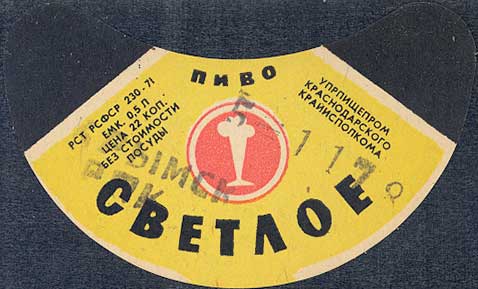 ПИВО
РСТ РСФСР 230-71
ЕМК. 0,5 Л
ЦЕНА 22 КОП.
БЕЗ СТОИМОСТИ
ПОСУДЫ
УПРПИЩЕПРОМ
КРАСНОДАРСКОГО
КРАЙИСПОЛКОМА
СВЕТЛОЕ